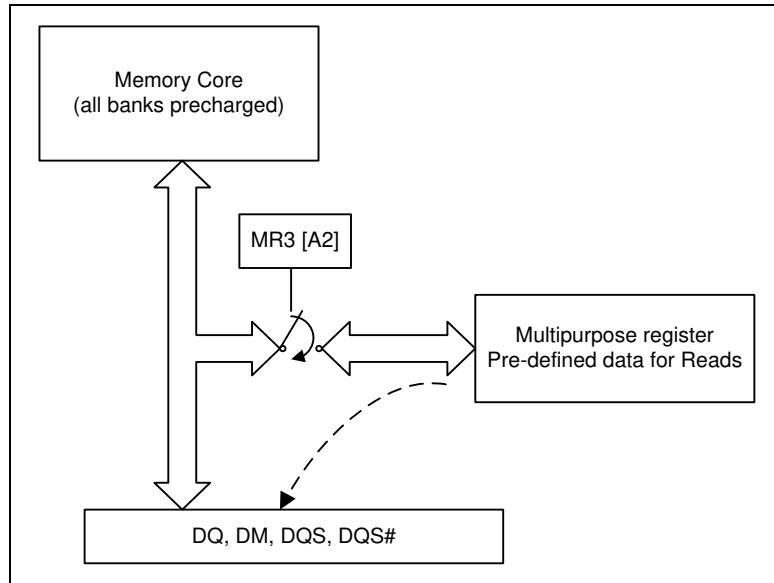 Memory Core
(all banks precharged)
MR3 [A2]
Multipurpose register
Pre-defined data for Reads
DQ, DM, DQS, DQS#